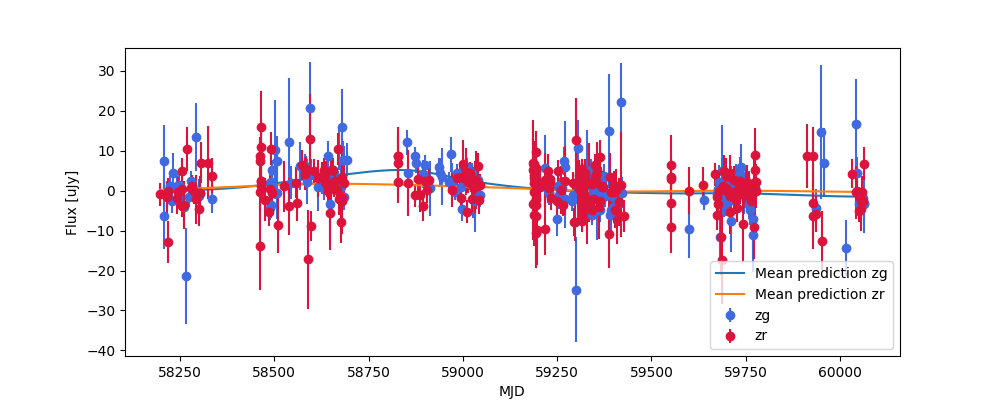 30
20
10
0
−10
−20
−30
−40
Flux [uJy]
58250 58500 58750 59000 59250 59500 59750 60000
MJD
Mean prediction zg
Mean prediction zr
zg
zr